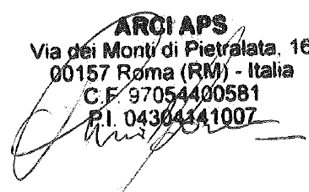 ARCI APS
Via dei Monti di Pietralata, 16
00157 Roma (RM) - Italia
C.F. 97054400581
P.I. 04304141007